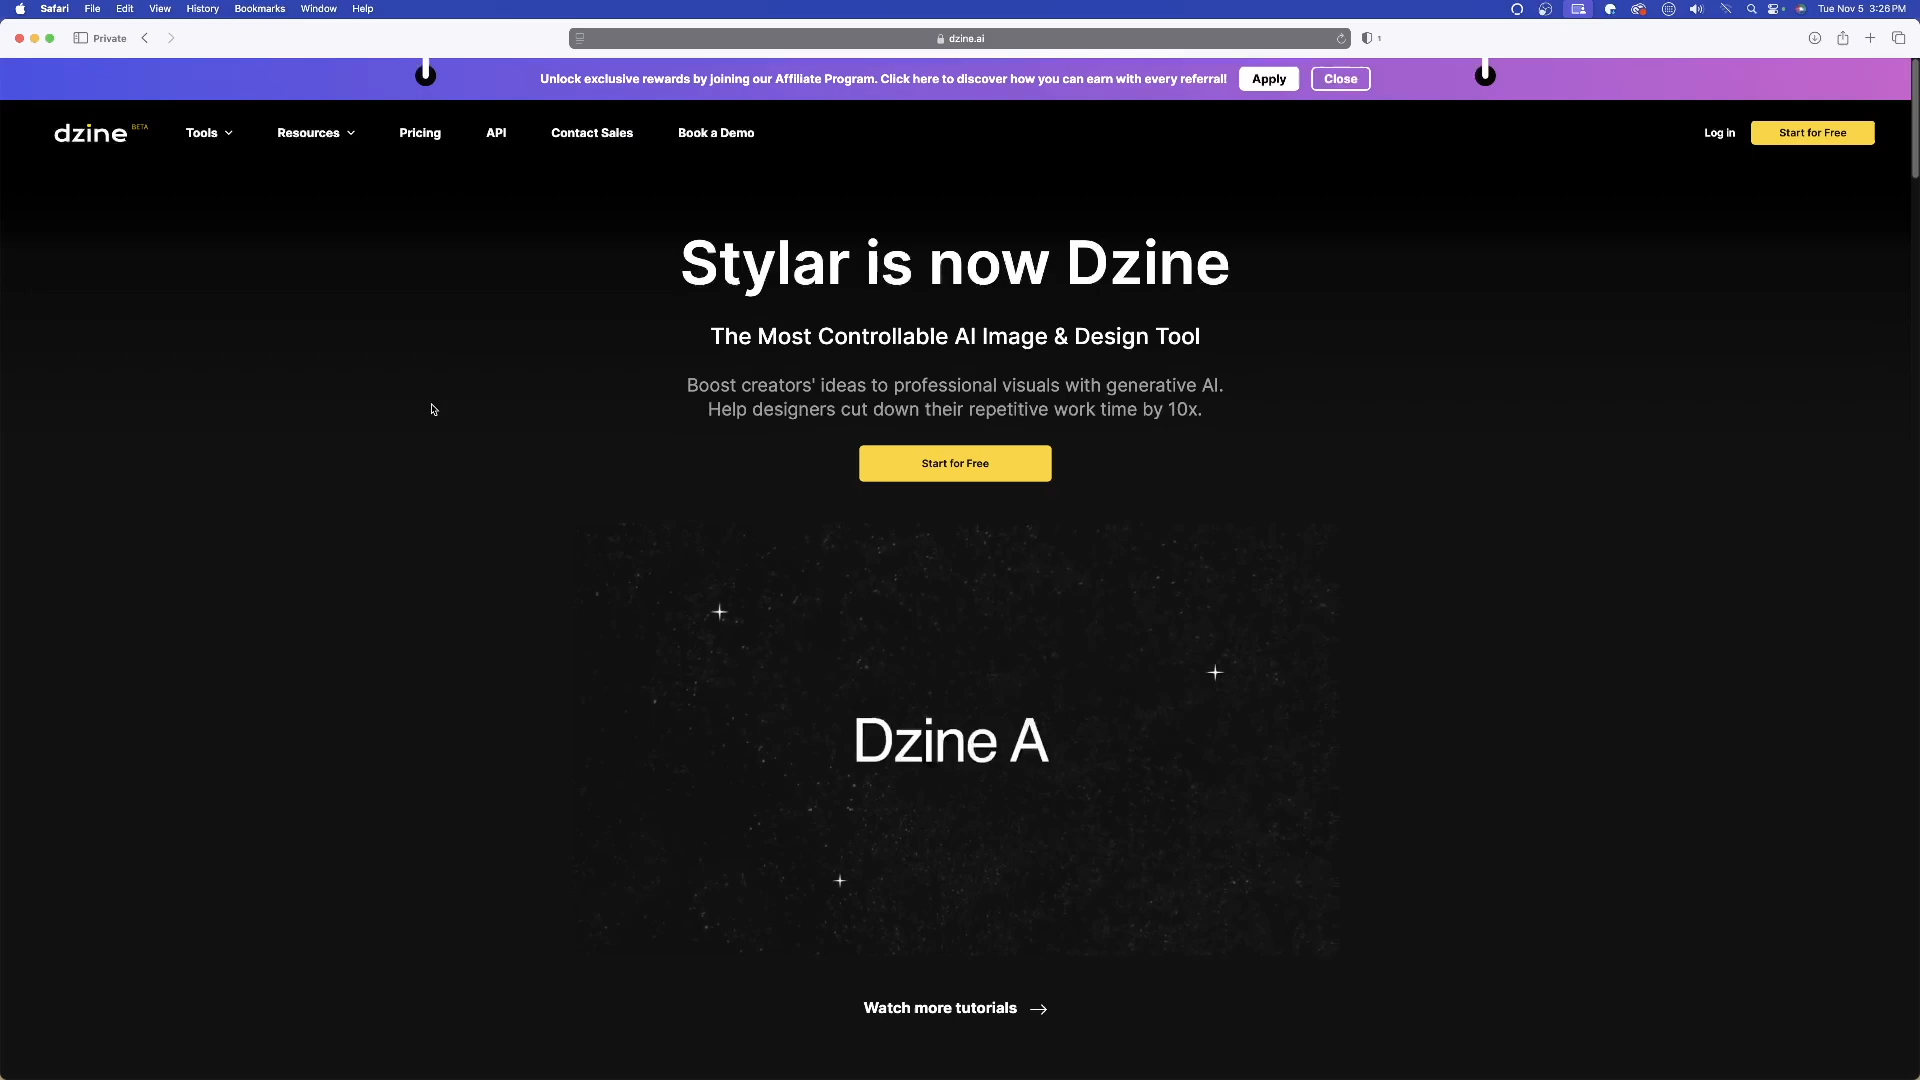 Safari File Edit View History Bookmarks Window Help Tue Nov 5 3:26 PM
Private dzine.ai 1
Unlock exclusive rewards by joining our Affiliate Program. Click here to discover how you can earn with every referral! Apply Close
dzine BETA Tools Resources Pricing API Contact Sales Book a Demo Log in Start for Free
Stylar is now Dzine
The Most Controllable AI Image & Design Tool
Boost creators' ideas to professional visuals with generative AI.
Help designers cut down their repetitive work time by 10x.
Start for Free
Dzine A
Watch more tutorials